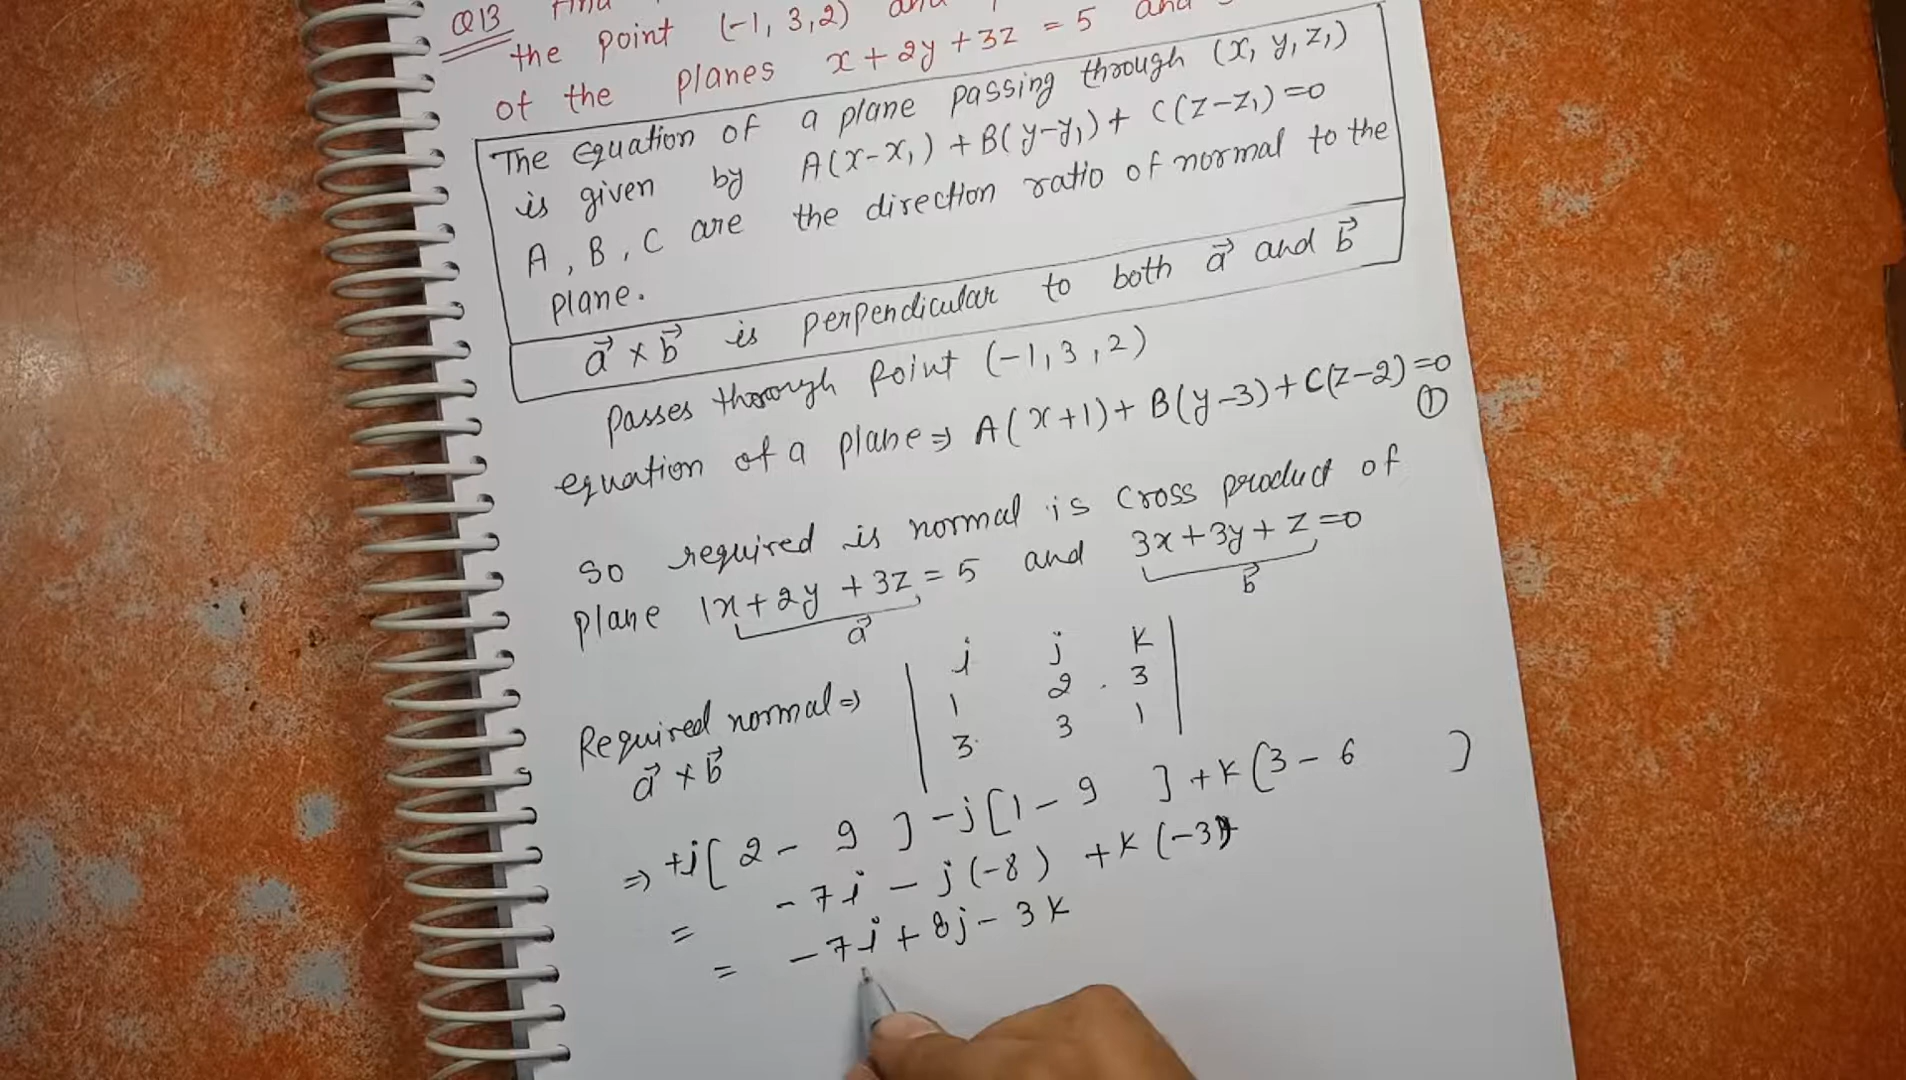 Q13 Find
the point (-1, 3, 2) and
of the planes x + 2y + 3z = 5 and
The equation of a plane passing through (x, y, z₁)
is given by A(x-x₁) + B(y-y₁) + C(z-z₁) = 0
A, B, C are the direction ratio of normal to the
plane.
a⃗ × b⃗ is perpendicular to both a⃗ and b⃗
Passes thorough Point (-1, 3, 2)
equation of a plane ⇒ A(x+1) + B(y-3) + C(z-2) = 0
①
So required is normal is cross product of
plane 1x + 2y + 3z = 5 and 3x + 3y + z = 0
a⃗ b⃗
Required normal ⇒ | i j k |
1 2 3
a⃗ × b⃗ 3 3 1
⇒ +i[2 - 9] - j[1 - 9] + k(3 - 6]
= -7i - j(-8) + k(-3)
= -7i + 8j - 3k